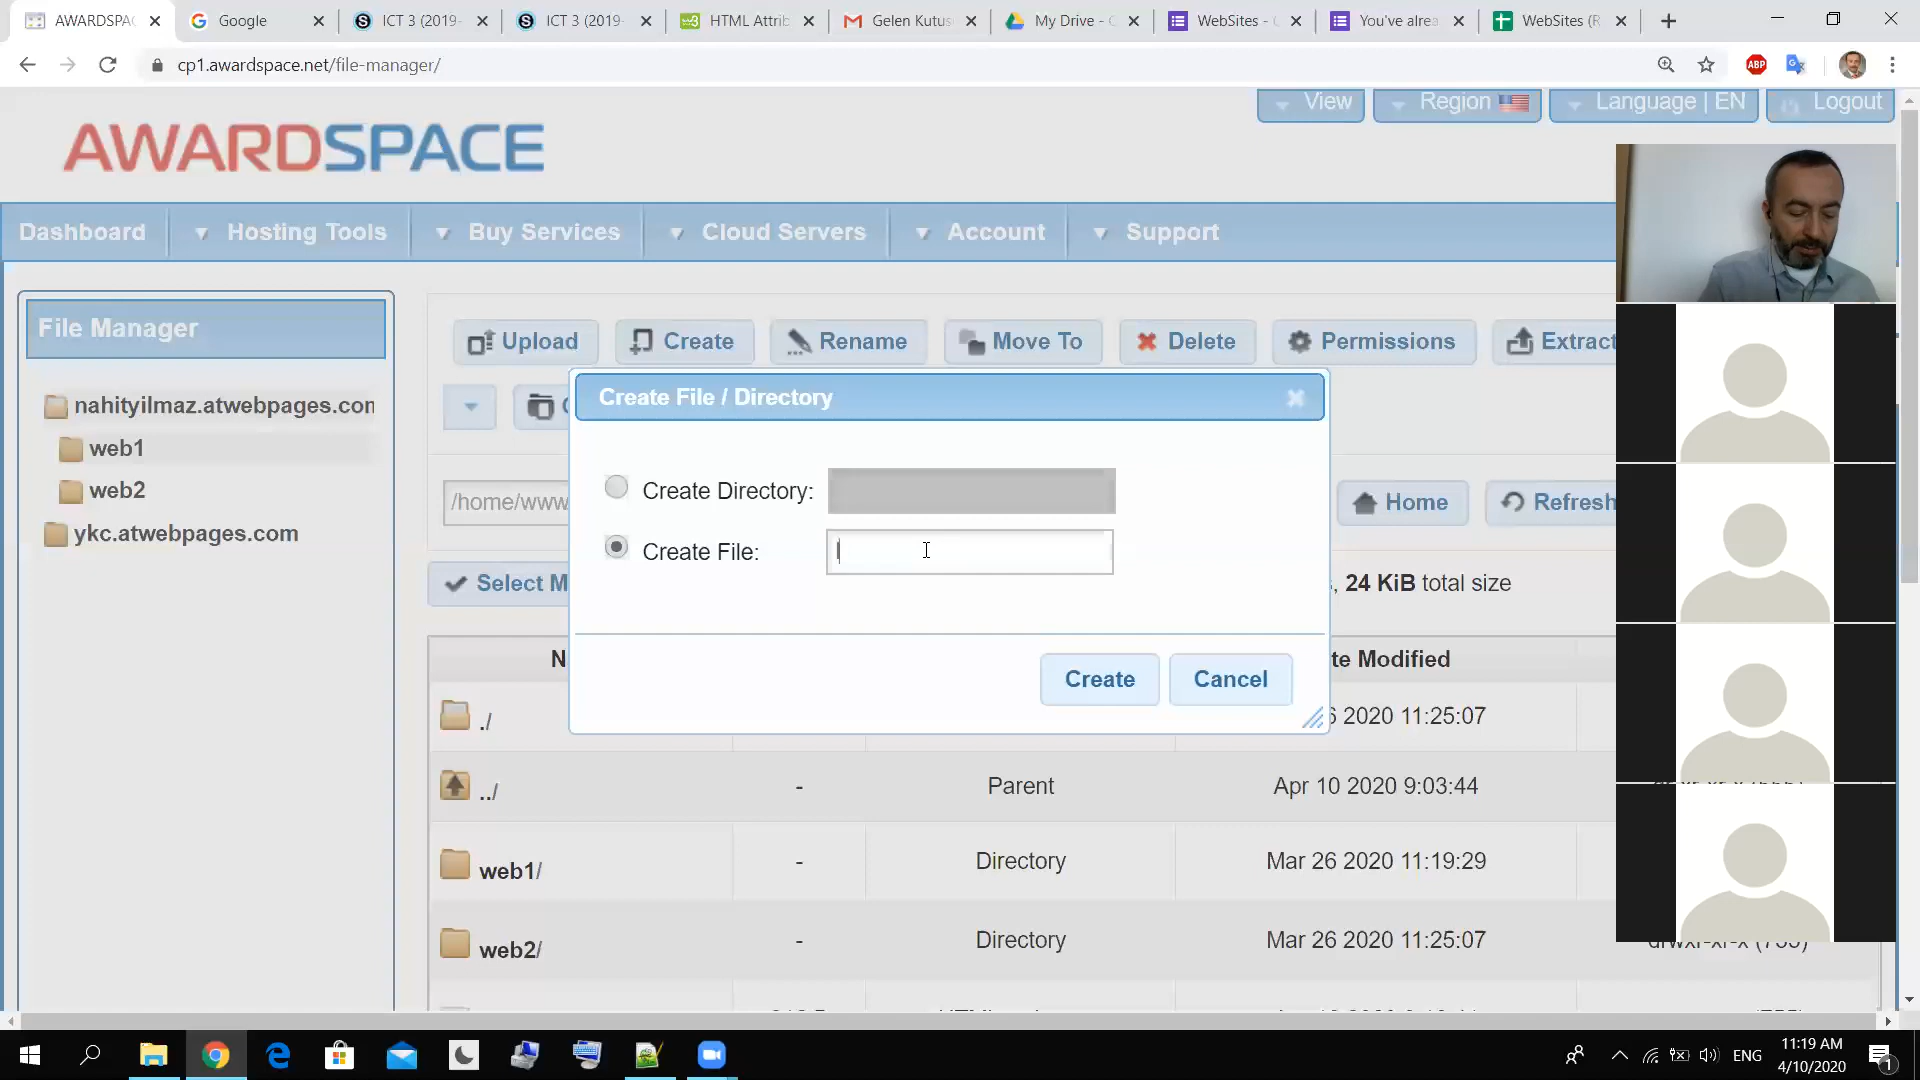 AWARDSPAC
Google
ICT 3 (2019-
ICT 3 (2019-
HTML Attrib
Gelen Kutus
My Drive - G
WebSites - G
You've alrea
WebSites (R
cp1.awardspace.net/file-manager/
ABP
View
Region
Language | EN
Logout
AWARDSPACE
Dashboard
Hosting Tools
Buy Services
Cloud Servers
Account
Support
File Manager
nahityilmaz.atwebpages.com
web1
web2
ykc.atwebpages.com
Upload
Create
Rename
Move To
Delete
Permissions
Extract
Create File / Directory
Create Directory:
Create File:
Create
Cancel
/home/www
Home
Refresh
Select M
, 24 KiB total size
N
te Modified
./
6 2020 11:25:07
../
-
Parent
Apr 10 2020 9:03:44
web1/
-
Directory
Mar 26 2020 11:19:29
web2/
-
Directory
Mar 26 2020 11:25:07
ENG
11:19 AM
4/10/2020
1